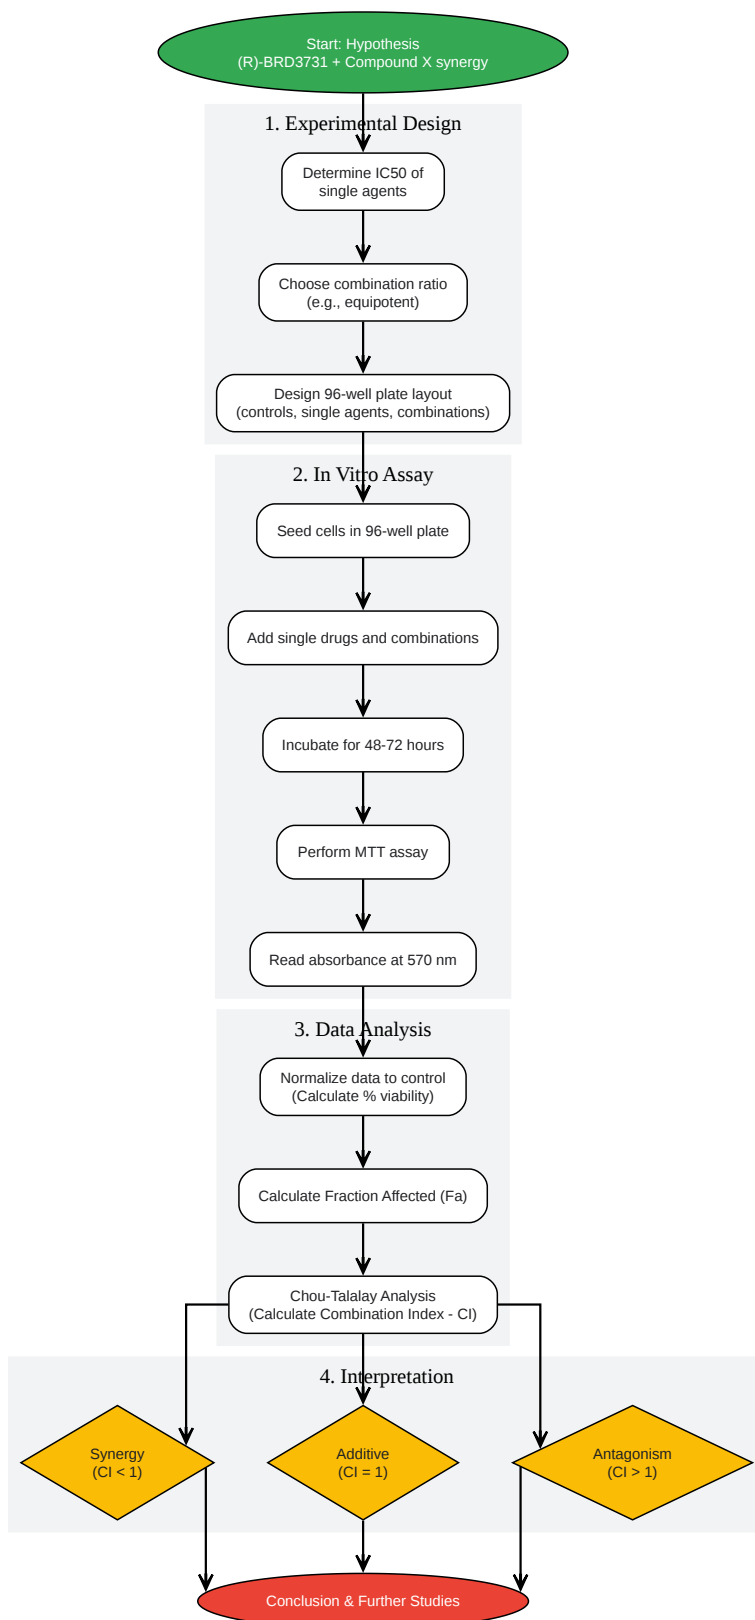 Start: Hypothesis
(R)-BRD3731 + Compound X synergy
1. Experimental Design
Determine IC50 of
single agents
Choose combination ratio
(e.g., equipotent)
Design 96-well plate layout
(controls, single agents, combinations)
2. In Vitro Assay
Seed cells in 96-well plate
Add single drugs and combinations
Incubate for 48-72 hours
Perform MTT assay
Read absorbance at 570 nm
3. Data Analysis
Normalize data to control
(Calculate % viability)
Calculate Fraction Affected (Fa)
Chou-Talalay Analysis
(Calculate Combination Index - CI)
4. Interpretation
Synergy
(CI < 1)
Additive
(CI = 1)
Antagonism
(CI > 1)
Conclusion & Further Studies